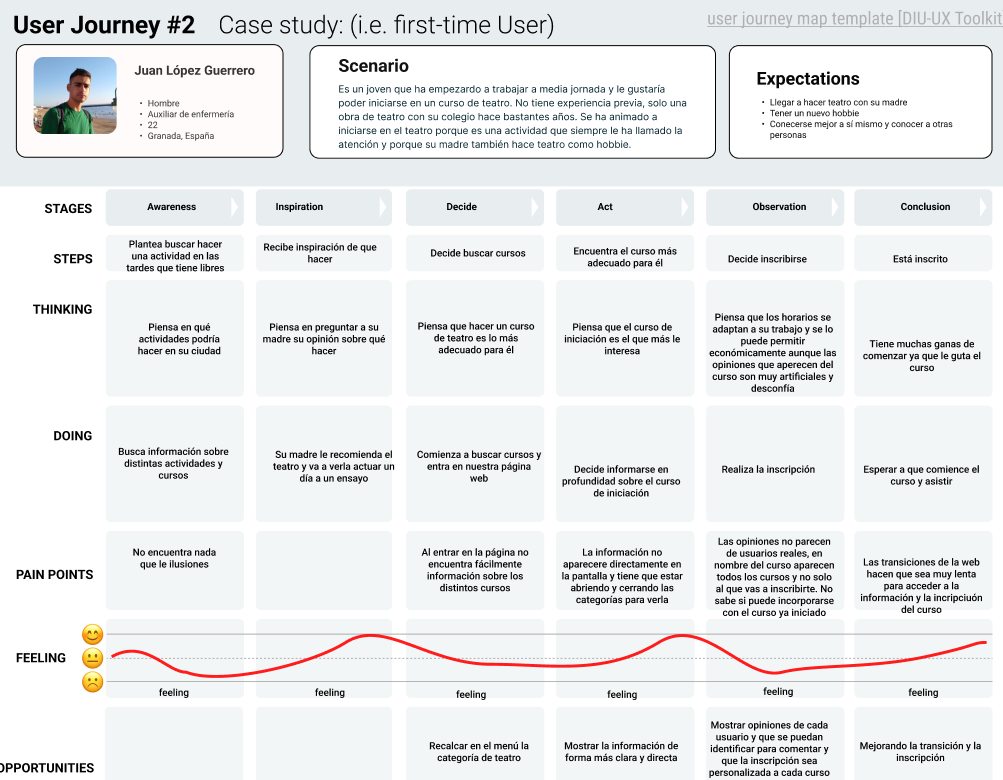 User Journey #2 Case study: (i.e. first-time User)
user journey map template [DIU-UX Toolkit
Juan López Guerrero
• Hombre
• Auxiliar de enfermería
• 22
• Granada, España
Scenario
Es un joven que ha empezardo a trabajar a media jornada y le gustaría
poder iniciarse en un curso de teatro. No tiene experiencia previa, solo una
obra de teatro con su colegio hace bastantes años. Se ha animado a
iniciarse en el teatro porque es una actividad que siempre le ha llamado la
atención y porque su madre también hace teatro como hobbie.
Expectations
• Llegar a hacer teatro con su madre
• Tener un nuevo hobbie
• Conecerse mejor a sí mismo y conocer a otras
personas
STAGES
Awareness
Inspiration
Decide
Act
Observation
Conclusion
STEPS
Plantea buscar hacer
una actividad en las
tardes que tiene libres
Recibe inspiración de que
hacer
Decide buscar cursos
Encuentra el curso más
adecuado para él
Decide inscribirse
Está inscrito
THINKING
Piensa en qué
actividades podría
hacer en su ciudad
Piensa en preguntar a su
madre su opinión sobre qué
hacer
Piensa que hacer un curso
de teatro es lo más
adecuado para él
Piensa que el curso de
iniciación es el que más le
interesa
Piensa que los horarios se
adaptan a su trabajo y se lo
puede permitir
económicamente aunque las
opiniones que aperecen del
curso son muy artificiales y
desconfía
Tiene muchas ganas de
comenzar ya que le guta el
curso
DOING
Busca información sobre
distintas actividades y
cursos
Su madre le recomienda el
teatro y va a verla actuar un
día a un ensayo
Comienza a buscar cursos y
entra en nuestra página
web
Decide informarse en
profundidad sobre el curso
de iniciación
Realiza la inscripción
Esperar a que comience el
curso y asistir
PAIN POINTS
No encuentra nada
que le ilusiones
Al entrar en la página no
encuentra fácilmente
información sobre los
distintos cursos
La información no
aparecere directamente en
la pantalla y tiene que estar
abriendo y cerrando las
categorías para verla
Las opiniones no parecen
de usuarios reales, en
nombre del curso aparecen
todos los cursos y no solo
al que vas a inscribirte. No
sabe si puede incorporarse
con el curso ya iniciado
Las transiciones de la web
hacen que sea muy lenta
para acceder a la
información y la incripciuón
del curso
FEELING
feeling
feeling
feeling
feeling
feeling
feeling
OPPORTUNITIES
Recalcar en el menú la
categoría de teatro
Mostrar la información de
forma más clara y directa
Mostrar opiniones de cada
usuario y que se puedan
identificar para comentar y
que la inscripción sea
personalizada a cada curso
Mejorando la transición y la
inscripción